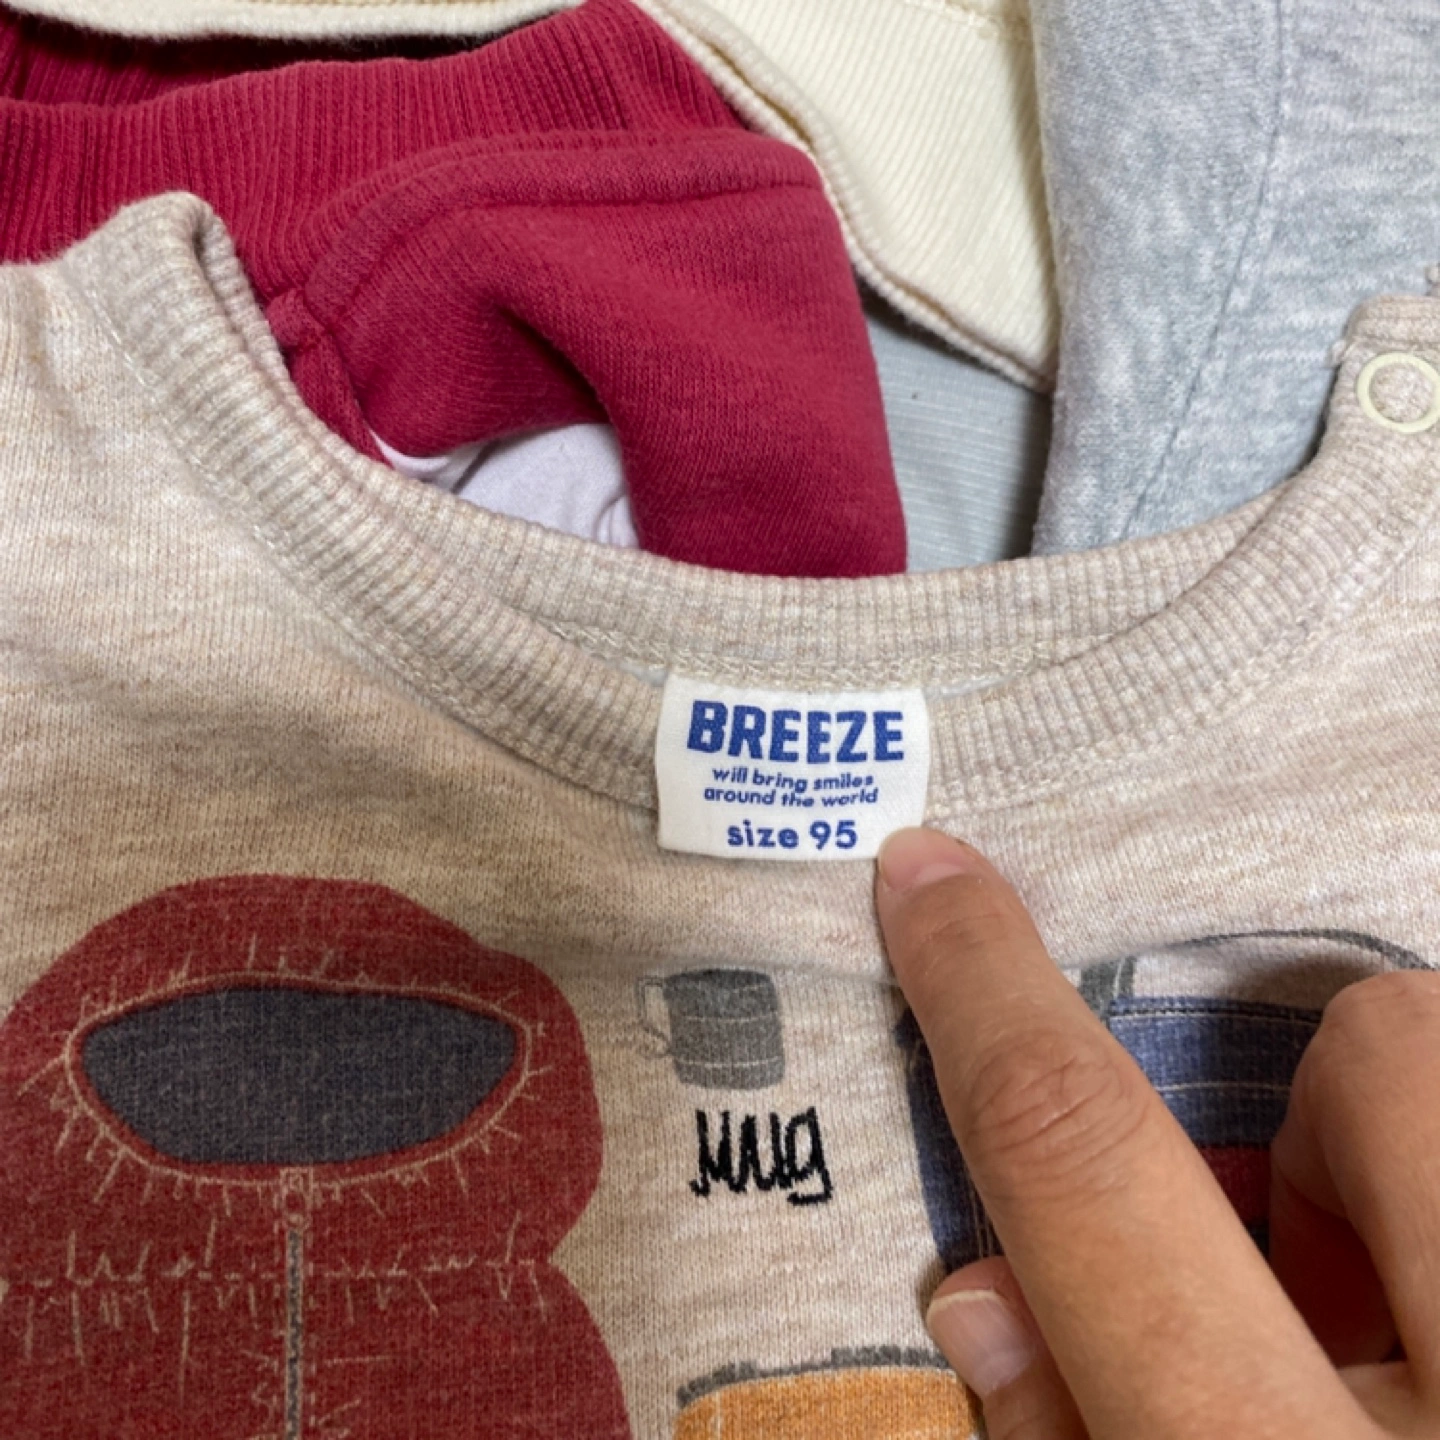 BREEZE
will bring smiles
around the world
size 95
MUG